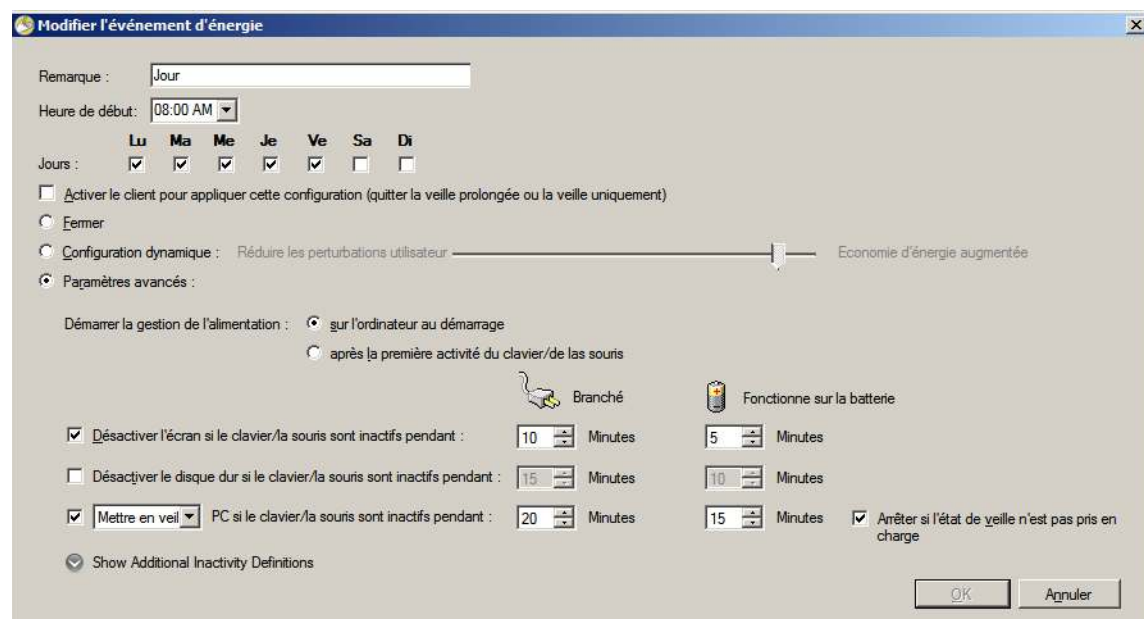 Modifier l'événement d'énergie
Remarque : Jour
Heure de début: 08:00 AM
Lu Ma Me Je Ve Sa Di
Jours :
Activer le client pour appliquer cette configuration (quitter la veille prolongée ou la veille uniquement)
Fermer
Configuration dynamique : Réduire les perturbations utilisateur Economie d'énergie augmentée
Paramètres avancés :
Démarrer la gestion de l'alimentation : sur l'ordinateur au démarrage
après la première activité du clavier/de las souris
Branché Fonctionne sur la batterie
Désactiver l'écran si le clavier/la souris sont inactifs pendant : 10 Minutes 5 Minutes
Désactiver le disque dur si le clavier/la souris sont inactifs pendant : 15 Minutes 10 Minutes
Mettre en veil PC si le clavier/la souris sont inactifs pendant : 20 Minutes 15 Minutes Arrêter si l'état de veille n'est pas pris en
charge
Show Additional Inactivity Definitions
OK Annuler